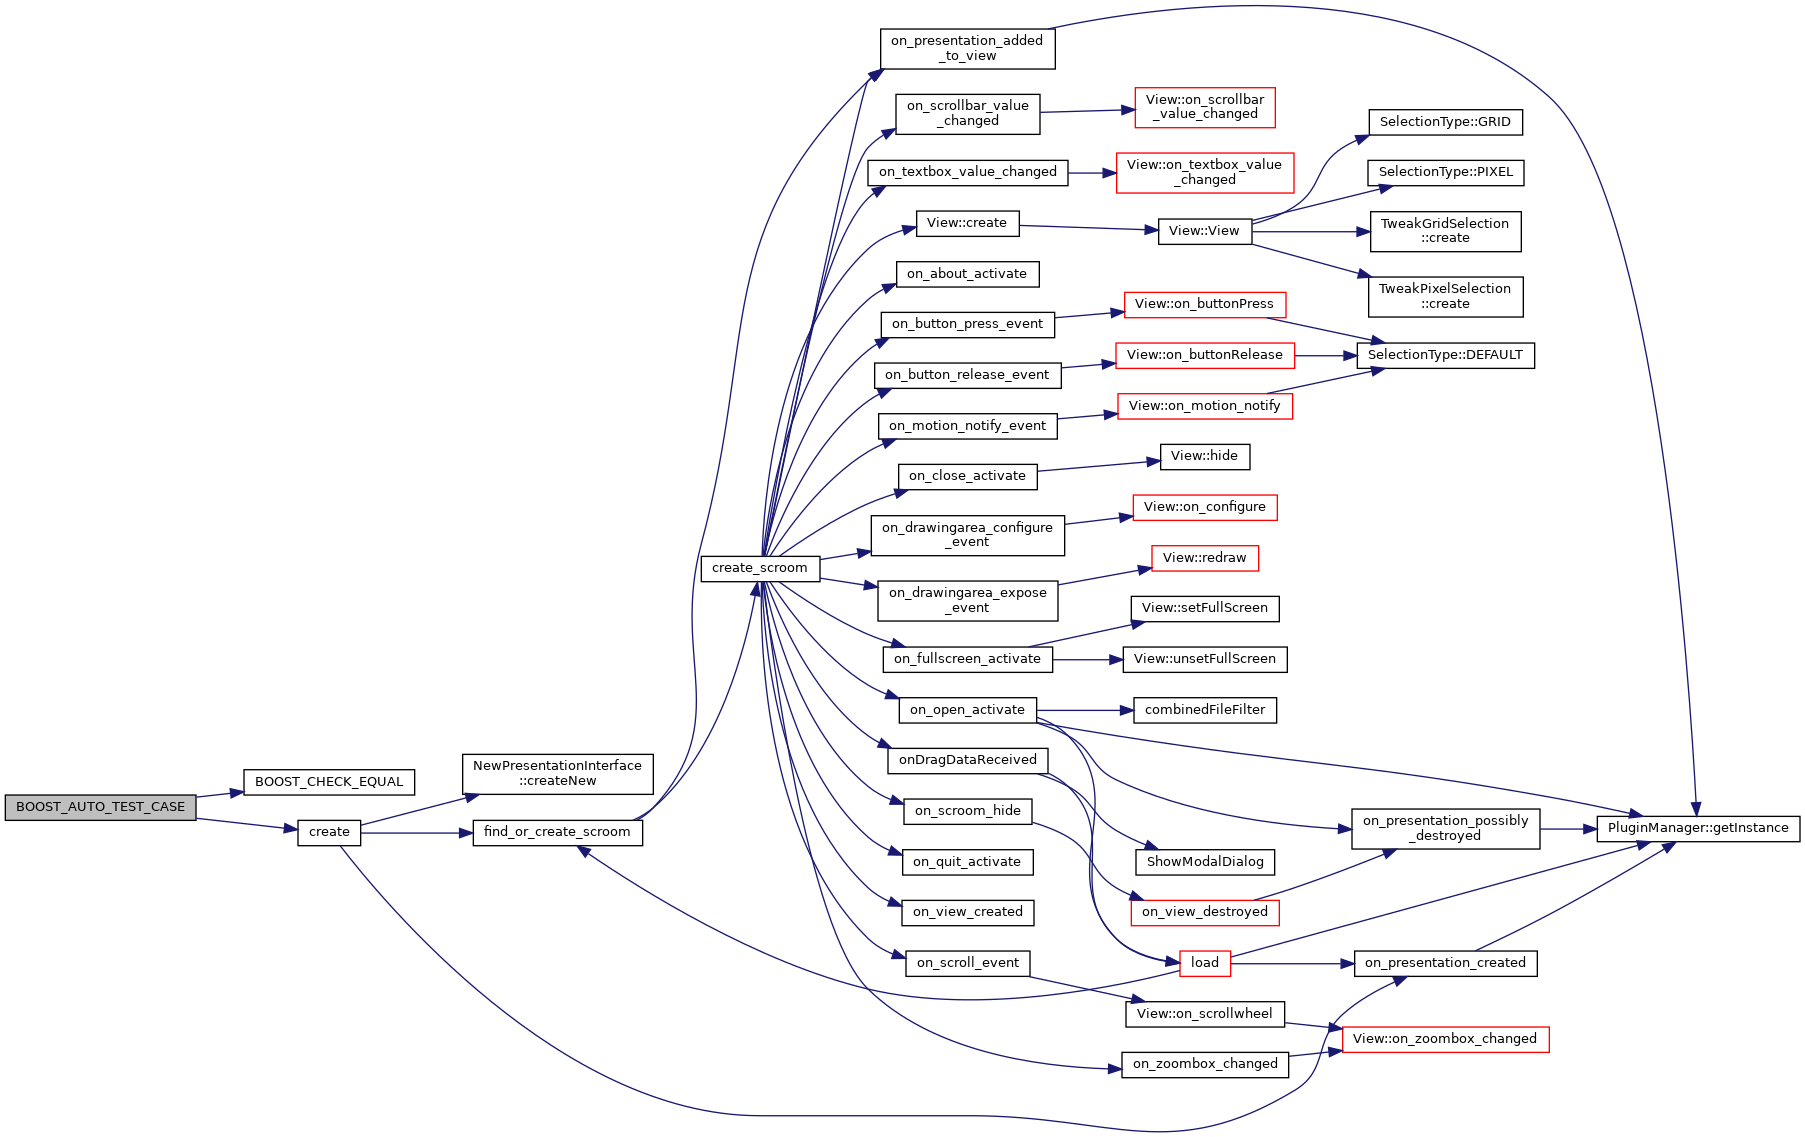 BOOST_AUTO_TEST_CASE
BOOST_CHECK_EQUAL
create
NewPresentationInterface
::createNew
find_or_create_scroom
create_scroom
on_presentation_added
_to_view
on_scrollbar_value
_changed
on_textbox_value_changed
View::create
on_about_activate
on_button_press_event
on_button_release_event
on_motion_notify_event
on_close_activate
on_drawingarea_configure
_event
on_drawingarea_expose
_event
on_fullscreen_activate
on_open_activate
onDragDataReceived
on_scroom_hide
on_quit_activate
on_view_created
on_scroll_event
on_zoombox_changed
View::on_scrollbar
_value_changed
View::on_textbox_value
_changed
View::View
View::on_buttonPress
View::on_buttonRelease
View::on_motion_notify
View::hide
View::on_configure
View::redraw
View::setFullScreen
View::unsetFullScreen
combinedFileFilter
ShowModalDialog
on_view_destroyed
load
View::on_scrollwheel
SelectionType::GRID
SelectionType::PIXEL
TweakGridSelection
::create
TweakPixelSelection
::create
SelectionType::DEFAULT
on_presentation_possibly
_destroyed
on_presentation_created
View::on_zoombox_changed
PluginManager::getInstance